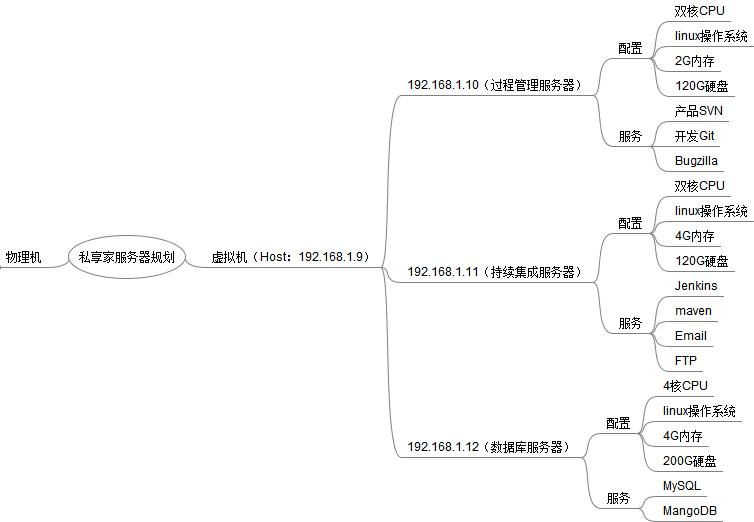 物理机
私享家服务器规划
虚拟机（Host：192.168.1.9）
192.168.1.10（过程管理服务器）
配置
双核CPU
linux操作系统
2G内存
120G硬盘
服务
产品SVN
开发Git
Bugzilla
192.168.1.11（持续集成服务器）
配置
双核CPU
linux操作系统
4G内存
120G硬盘
服务
Jenkins
maven
Email
FTP
192.168.1.12（数据库服务器）
配置
4核CPU
linux操作系统
4G内存
200G硬盘
服务
MySQL
MangoDB